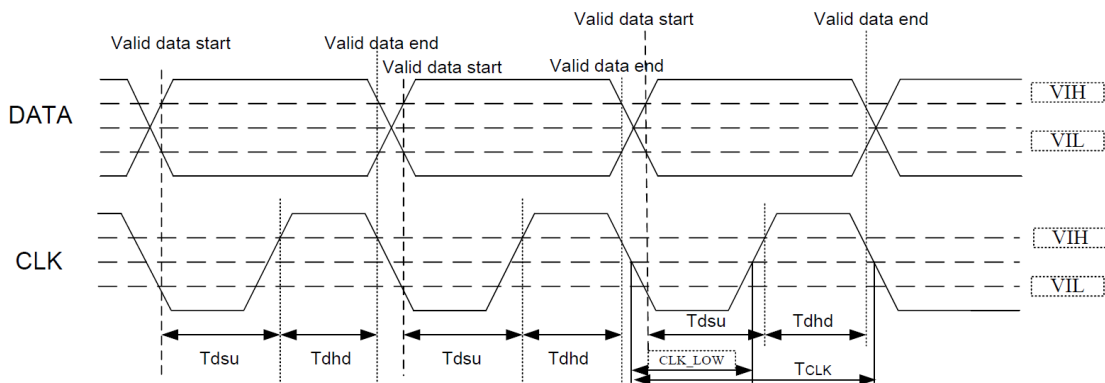 Valid data start
Valid data end
Valid data start
Valid data end
Valid data start
Valid data end
DATA
VIH
VIL
CLK
VIH
VIL
Tdsu
Tdhd
Tdsu
Tdhd
Tdsu
Tdhd
CLK_LOW
TCLK